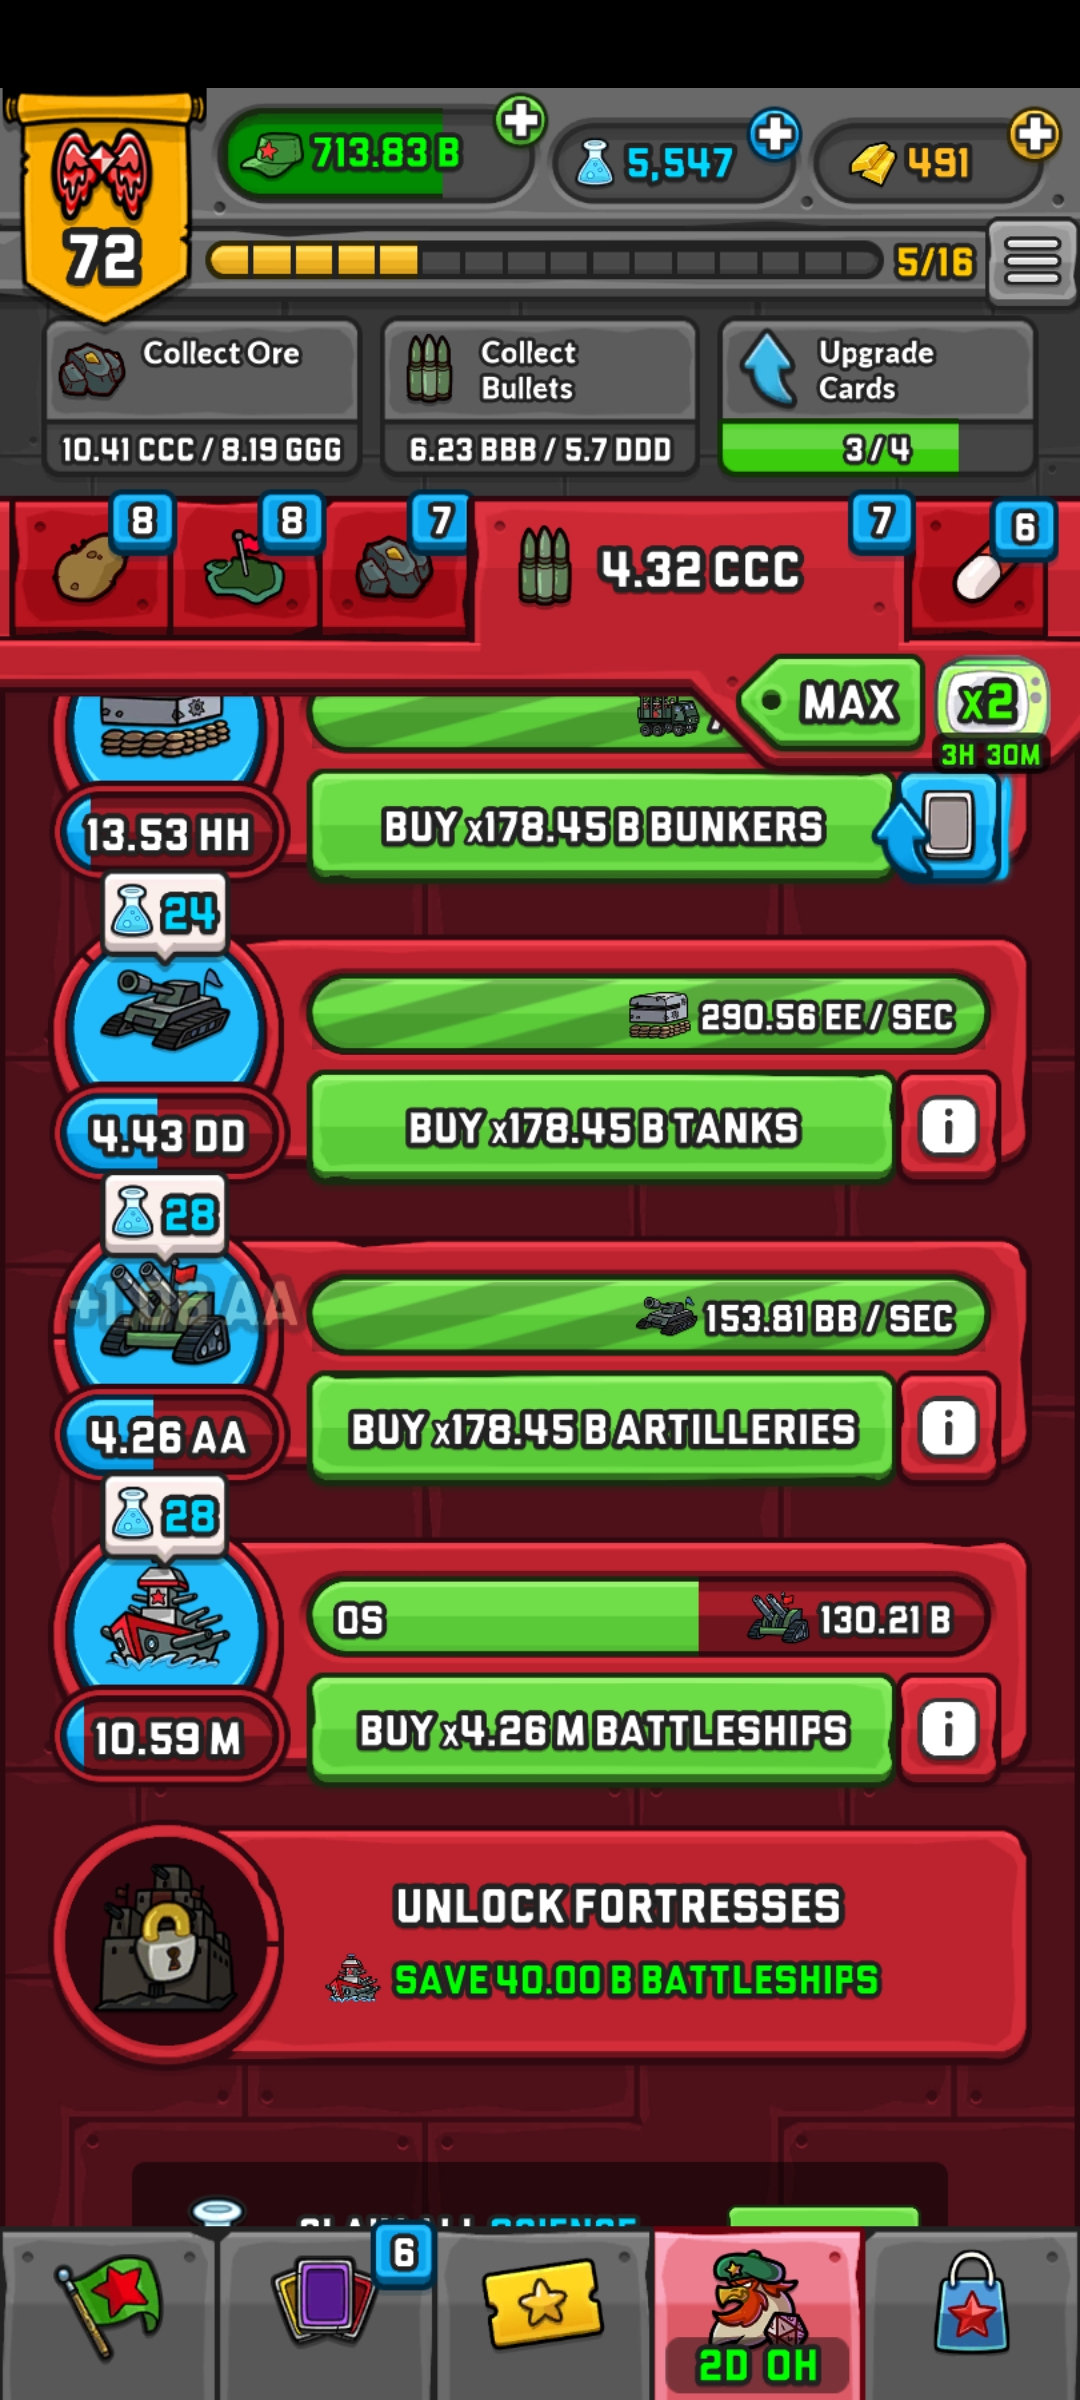 713.83 B
5,547
491
72
5/16
Collect Ore
10.41 CCC / 8.19 GGG
Collect
Bullets
6.23 BBB / 5.7 DDD
Upgrade
Cards
3/4
8
8
7
4.32 CCC
7
6
MAX
x2
3H 30M
13.53 HH
BUY x178.45 B BUNKERS
24
290.56 EE / SEC
4.43 DD
BUY x178.45 B TANKS
i
28
153.81 BB / SEC
4.26 AA
BUY x178.45 B ARTILLERIES
i
28
0S
130.21 B
10.59 M
BUY x4.26 M BATTLESHIPS
i
UNLOCK FORTRESSES
SAVE 40.00 B BATTLESHIPS
6
2D 0H